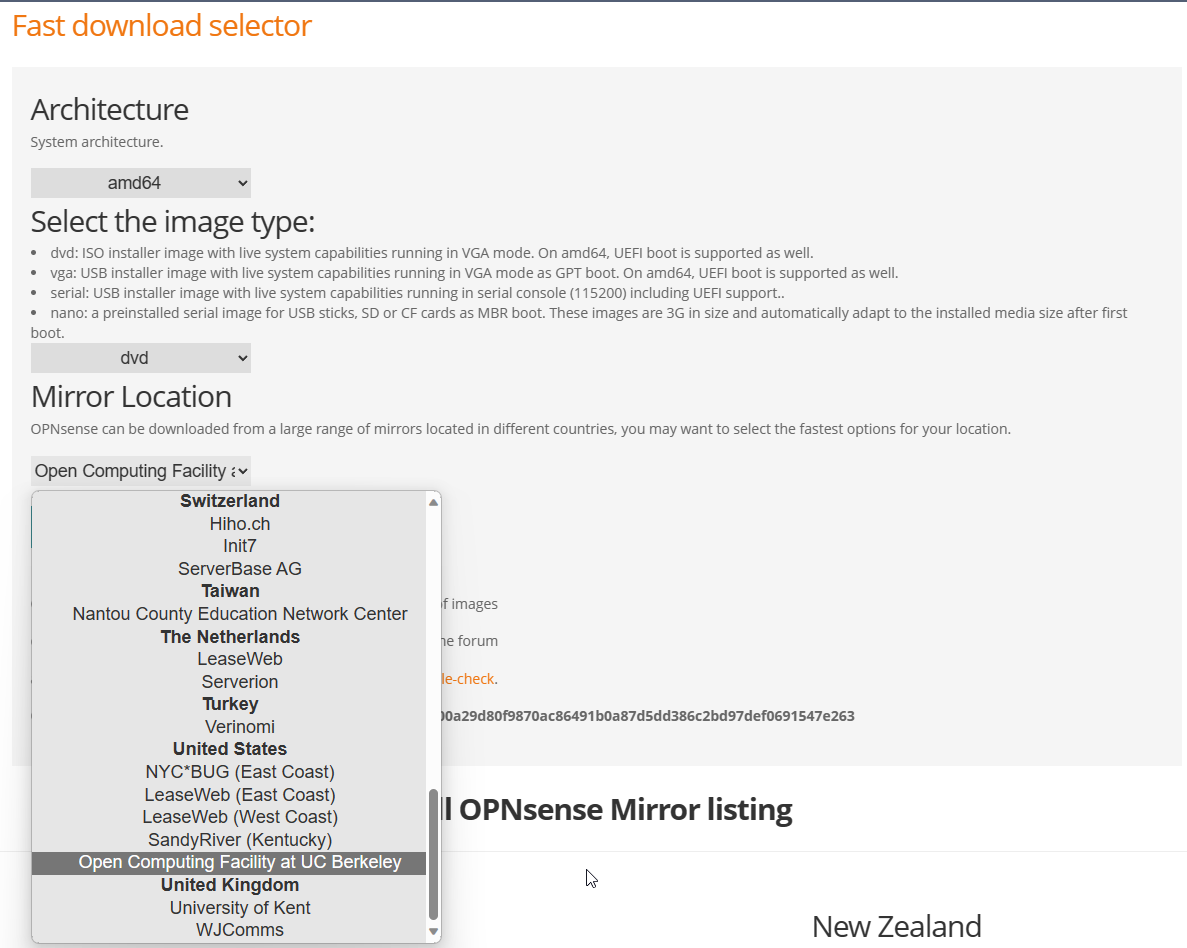 Fast download selector
Architecture
System architecture.
amd64
Select the image type:
• dvd: ISO installer image with live system capabilities running in VGA mode. On amd64, UEFI boot is supported as well.
• vga: USB installer image with live system capabilities running in VGA mode as GPT boot. On amd64, UEFI boot is supported as well.
• serial: USB installer image with live system capabilities running in serial console (115200) including UEFI support..
• nano: a preinstalled serial image for USB sticks, SD or CF cards as MBR boot. These images are 3G in size and automatically adapt to the installed media size after first
boot.
dvd
Mirror Location
OPNsense can be downloaded from a large range of mirrors located in different countries, you may want to select the fastest options for your location.
Open Computing Facility
Switzerland
Hiho.ch
Init7
ServerBase AG
Taiwan
Nantou County Education Network Center
The Netherlands
LeaseWeb
Serverion
Turkey
Verinomi
United States
NYC*BUG (East Coast)
LeaseWeb (East Coast)
LeaseWeb (West Coast)
SandyRiver (Kentucky)
Open Computing Facility at UC Berkeley
United Kingdom
University of Kent
WJComms
of images
forum
le-check.
00a29d80f9870ac86491b0a87d5dd386c2bd97def0691547e263
OPNsense Mirror listing
New Zealand